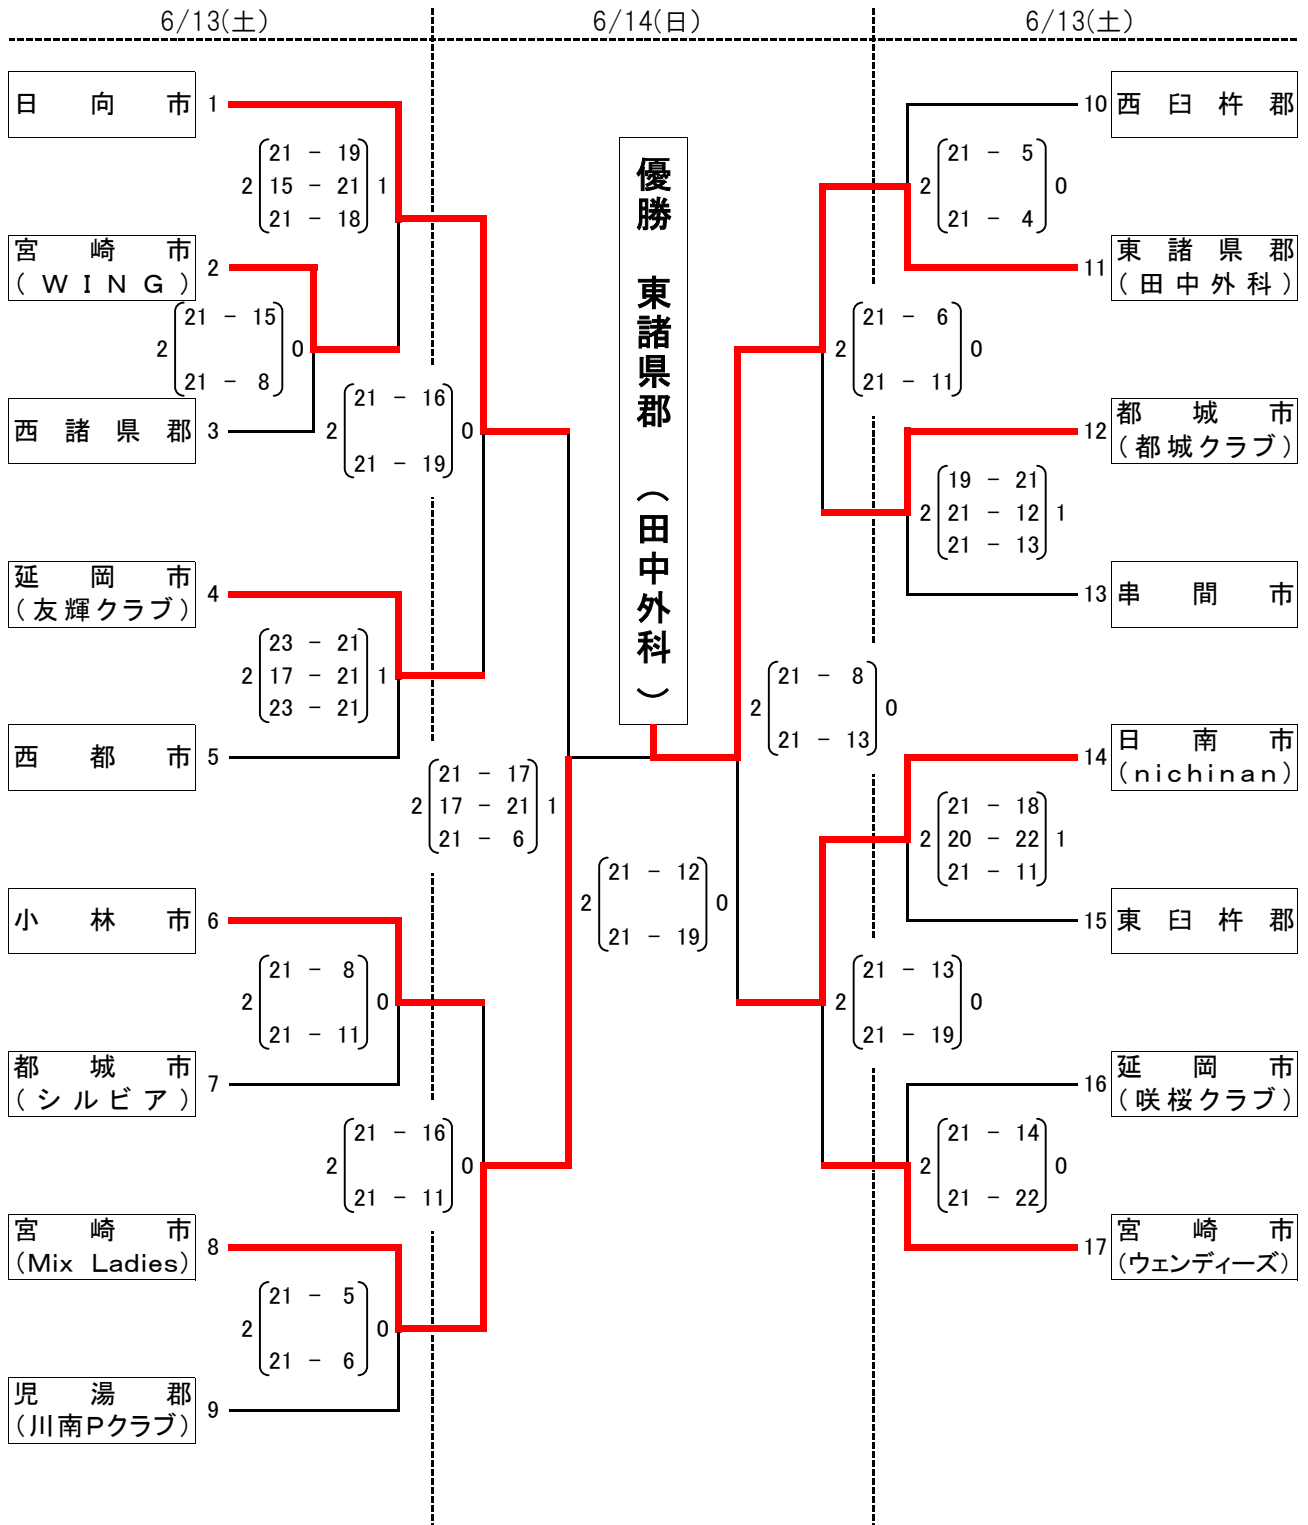 6/13(土)
6/14(日)
6/13(土)
日向市
1
2
21 - 19
15 - 21
21 - 18
1
宮崎市
(WING)
2
2
21 - 15
21 - 8
0
西諸県郡
3
2
21 - 16
21 - 19
0
延岡市
(友輝クラブ)
4
2
23 - 21
17 - 21
23 - 21
1
西都市
5
2
21 - 17
17 - 21
21 - 6
1
小林市
6
2
21 - 8
21 - 11
0
都城市
(シルビア)
7
2
21 - 16
21 - 11
0
宮崎市
(Mix Ladies)
8
2
21 - 5
21 - 6
0
児湯郡
(川南Pクラブ)
9
優勝 東諸県郡 (田中外科)
2
21 - 12
21 - 19
0
2
21 - 8
21 - 13
0
10
西臼杵郡
2
21 - 5
21 - 4
0
11
東諸県郡
(田中外科)
2
21 - 6
21 - 11
0
12
都城市
(都城クラブ)
2
19 - 21
21 - 12
21 - 13
1
13
串間市
14
日南市
(nichinan)
2
21 - 18
20 - 22
21 - 11
1
15
東臼杵郡
2
21 - 13
21 - 19
0
16
延岡市
(咲桜クラブ)
2
21 - 14
21 - 22
0
17
宮崎市
(ウェンディーズ)